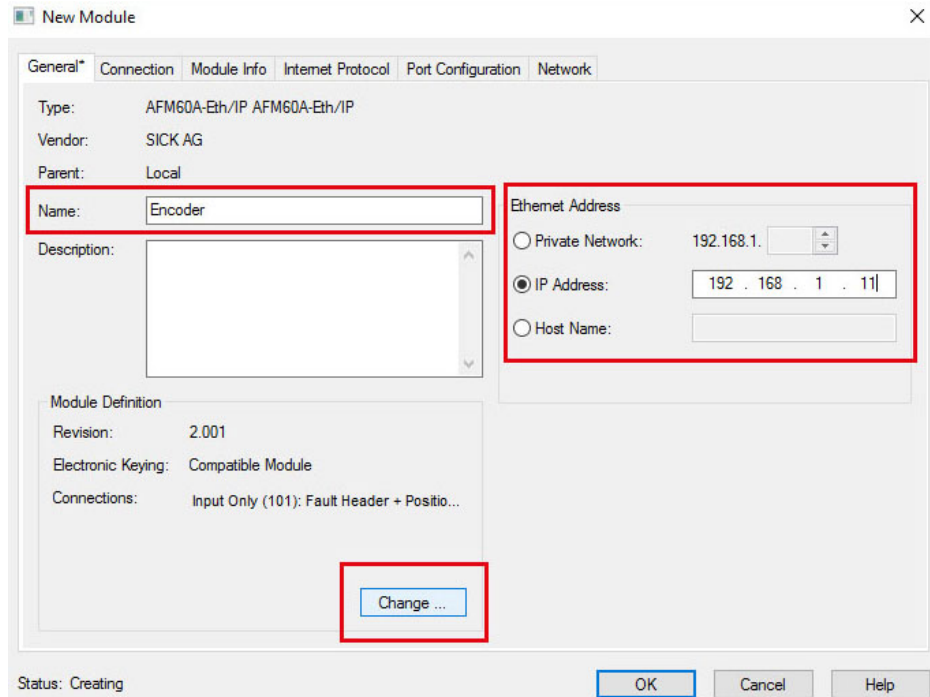 New Module
General* Connection Module Info Internet Protocol Port Configuration Network
Type: AFM60A-Eth/IP AFM60A-Eth/IP
Vendor: SICK AG
Parent: Local
Name: Encoder
Description:
Ethernet Address
Private Network: 192.168.1.
IP Address: 192 . 168 . 1 . 11
Host Name:
Module Definition
Revision: 2.001
Electronic Keying: Compatible Module
Connections: Input Only (101): Fault Header + Positio...
Change ...
Status: Creating
OK Cancel Help